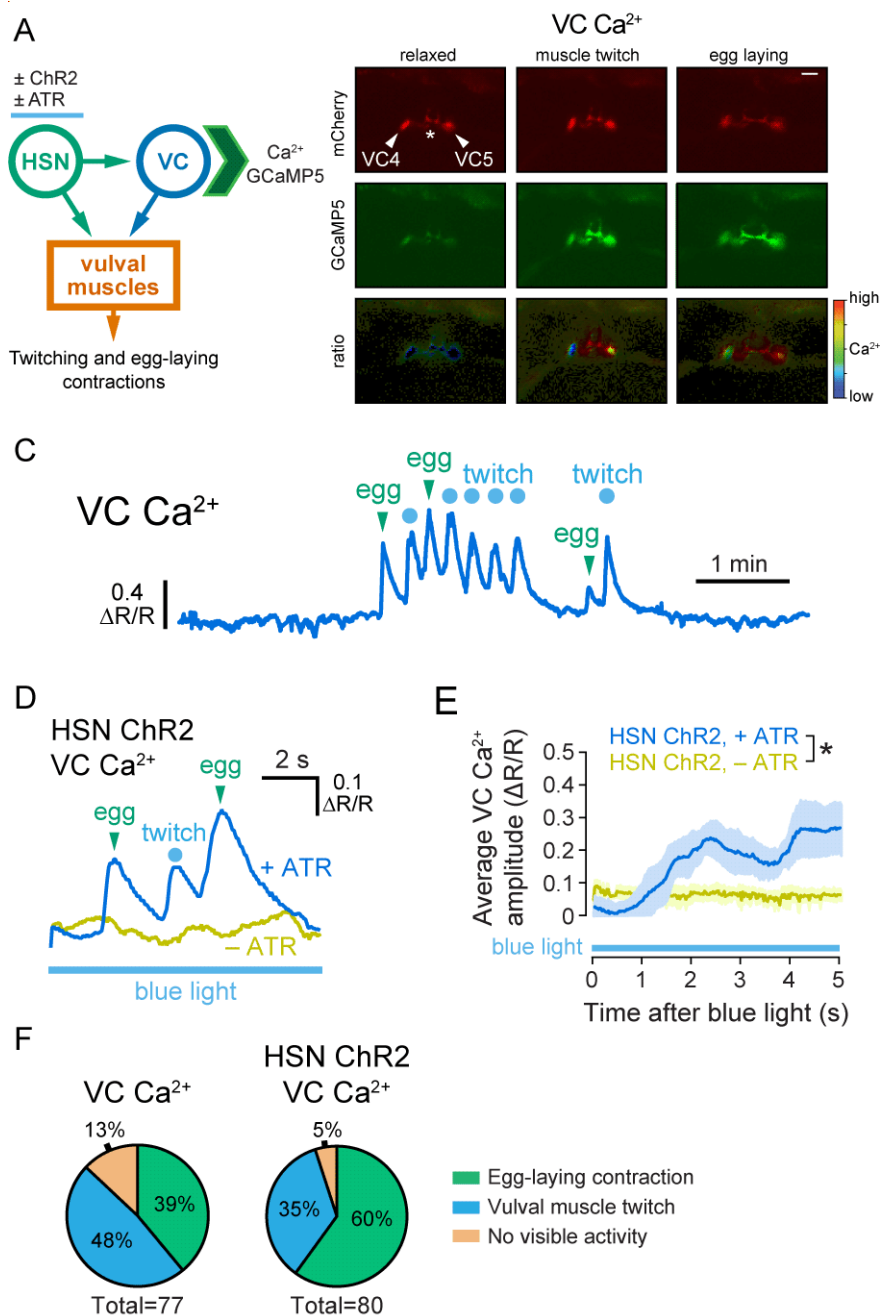 A
VC Ca²⁺
relaxed
muscle twitch
egg laying
± ChR2
± ATR
HSN
VC
Ca²⁺
GCaMP5
vulval
muscles
Twitching and egg-laying
contractions
mCherry
VC4
*
VC5
GCaMP5
ratio
high
Ca²⁺
low
C
VC Ca²⁺
egg
egg
twitch
egg
twitch
0.4
ΔR/R
1 min
D
HSN ChR2
VC Ca²⁺
2 s
0.1
ΔR/R
egg
twitch
egg
+ ATR
– ATR
blue light
E
HSN ChR2, + ATR
HSN ChR2, – ATR
*
Average VC Ca²⁺
amplitude (ΔR/R)
0.5
0.4
0.3
0.2
0.1
0
blue light
0 1 2 3 4 5
Time after blue light (s)
F
VC Ca²⁺
13%
39%
48%
Total=77
HSN ChR2
VC Ca²⁺
5%
35%
60%
Total=80
Egg-laying contraction
Vulval muscle twitch
No visible activity